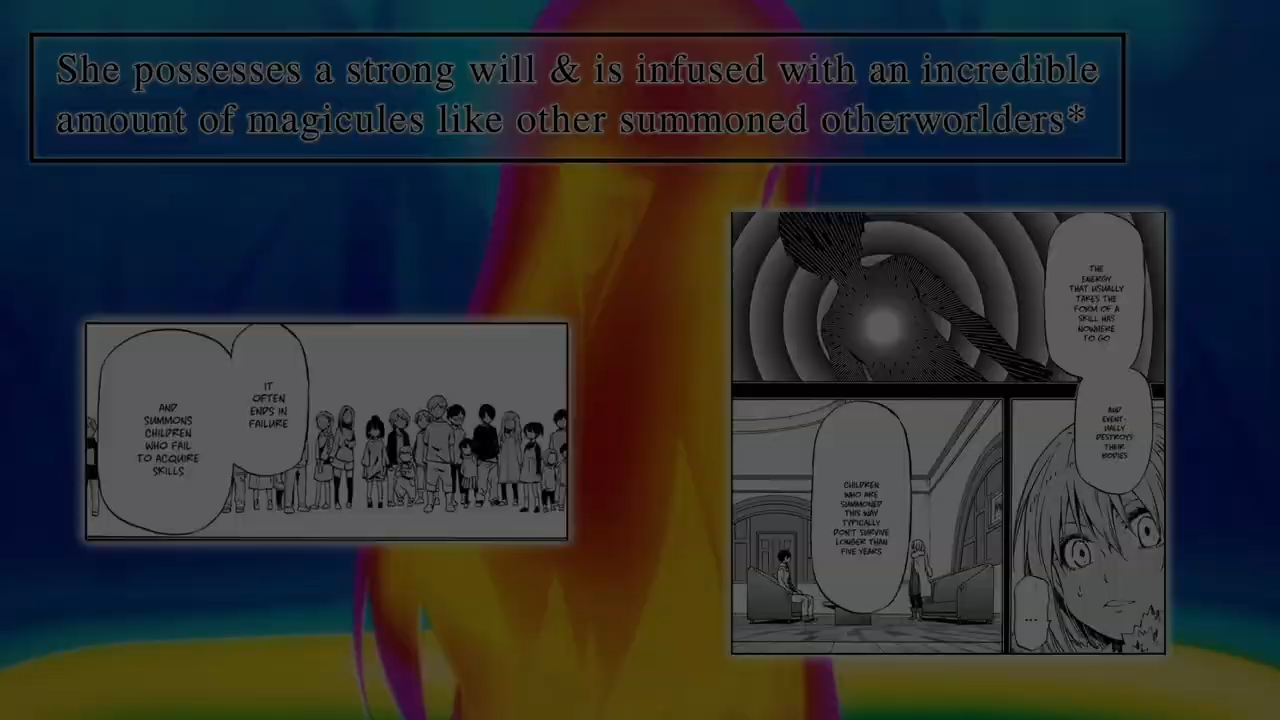 She possesses a strong will & is infused with an incredible
amount of magicules like other summoned otherworlders*
IT
OFTEN
ENDS IN
FAILURE
AND
SUMMONS
CHILDREN
WHO FAIL
TO ACQUIRE
SKILLS
THE
ENERGY
THAT USUALLY
TAKES THE
FORM OF A
SKILL HAS
NOWHERE
TO GO
AND
EVENT-
UALLY
DESTROYS
THEIR
BODIES
CHILDREN
WHO ARE
SUMMONED
THIS WAY
TYPICALLY
DON'T SURVIVE
LONGER THAN
FIVE YEARS
...